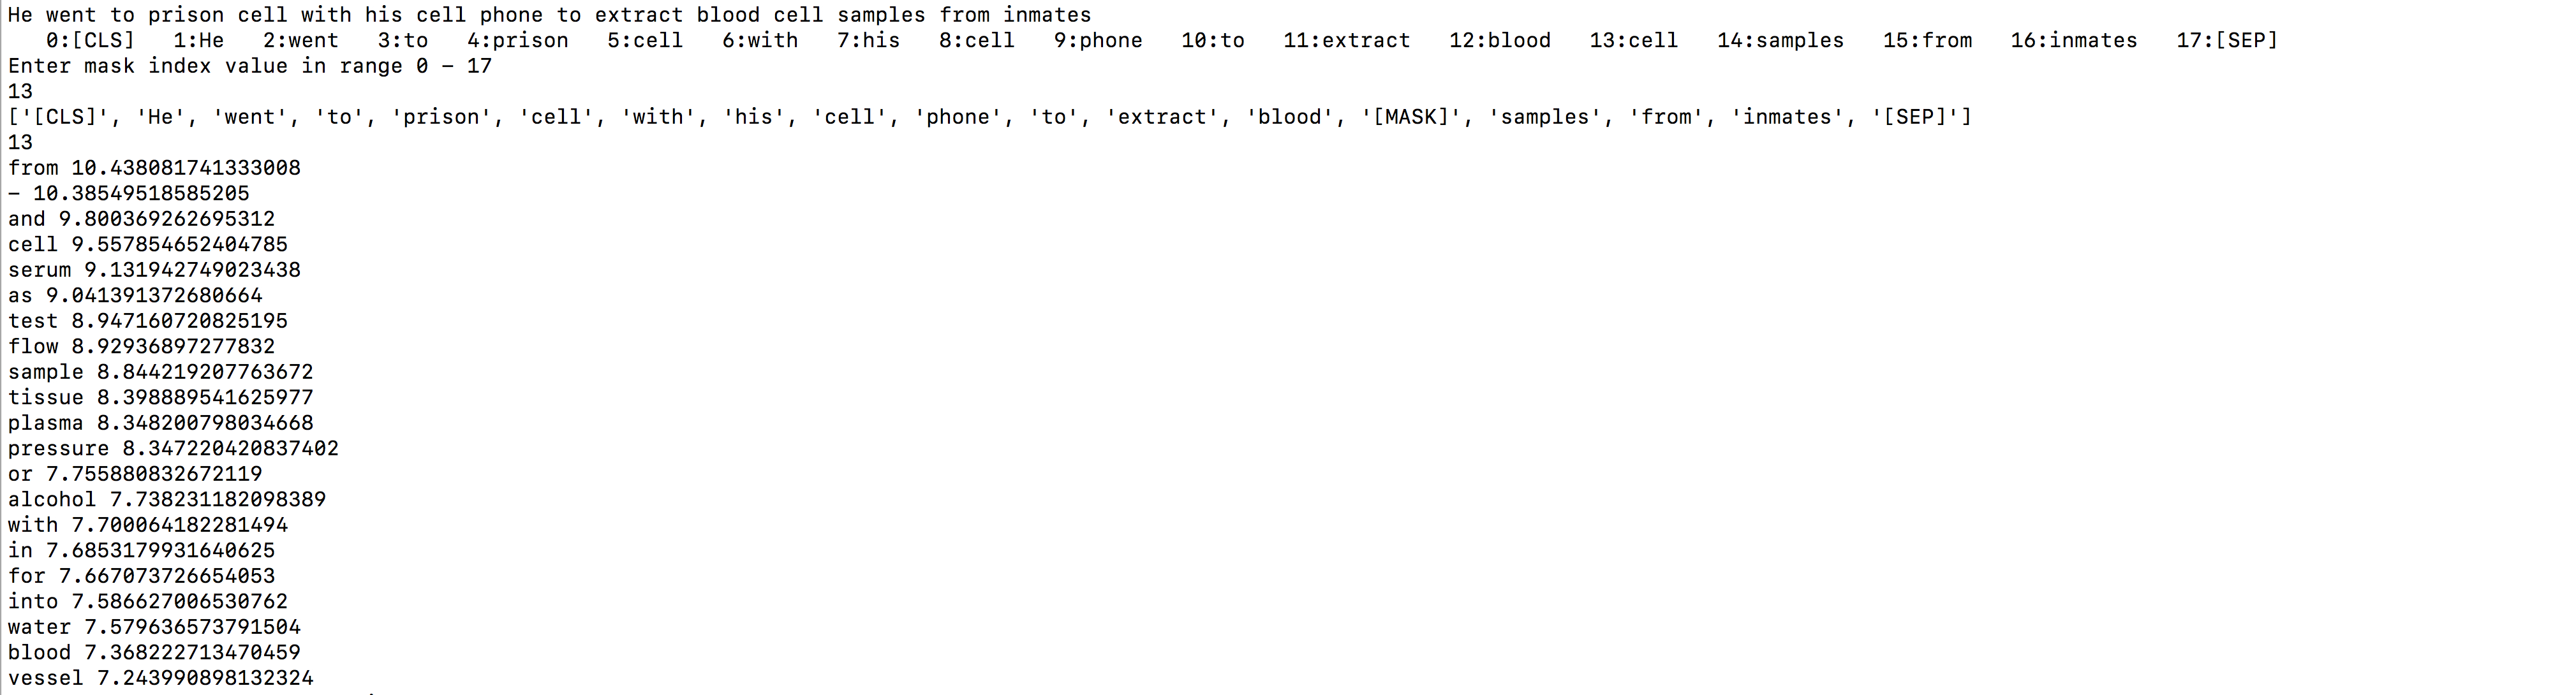 He went to prison cell with his cell phone to extract blood cell samples from inmates
0:[CLS] 1:He 2:went 3:to 4:prison 5:cell 6:with 7:his 8:cell 9:phone 10:to 11:extract 12:blood 13:cell 14:samples 15:from 16:inmates 17:[SEP]
Enter mask index value in range 0 – 17
13
['[CLS]', 'He', 'went', 'to', 'prison', 'cell', 'with', 'his', 'cell', 'phone', 'to', 'extract', 'blood', '[MASK]', 'samples', 'from', 'inmates', '[SEP]']
13
from 10.438081741333008
– 10.38549518585205
and 9.800369262695312
cell 9.557854652404785
serum 9.131942749023438
as 9.041391372680664
test 8.947160720825195
flow 8.92936897277832
sample 8.844219207763672
tissue 8.398889541625977
plasma 8.348200798034668
pressure 8.347220420837402
or 7.755880832672119
alcohol 7.738231182098389
with 7.700064182281494
in 7.6853179931640625
for 7.667073726654053
into 7.586627006530762
water 7.579636573791504
blood 7.368222713470459
vessel 7.243990898132324